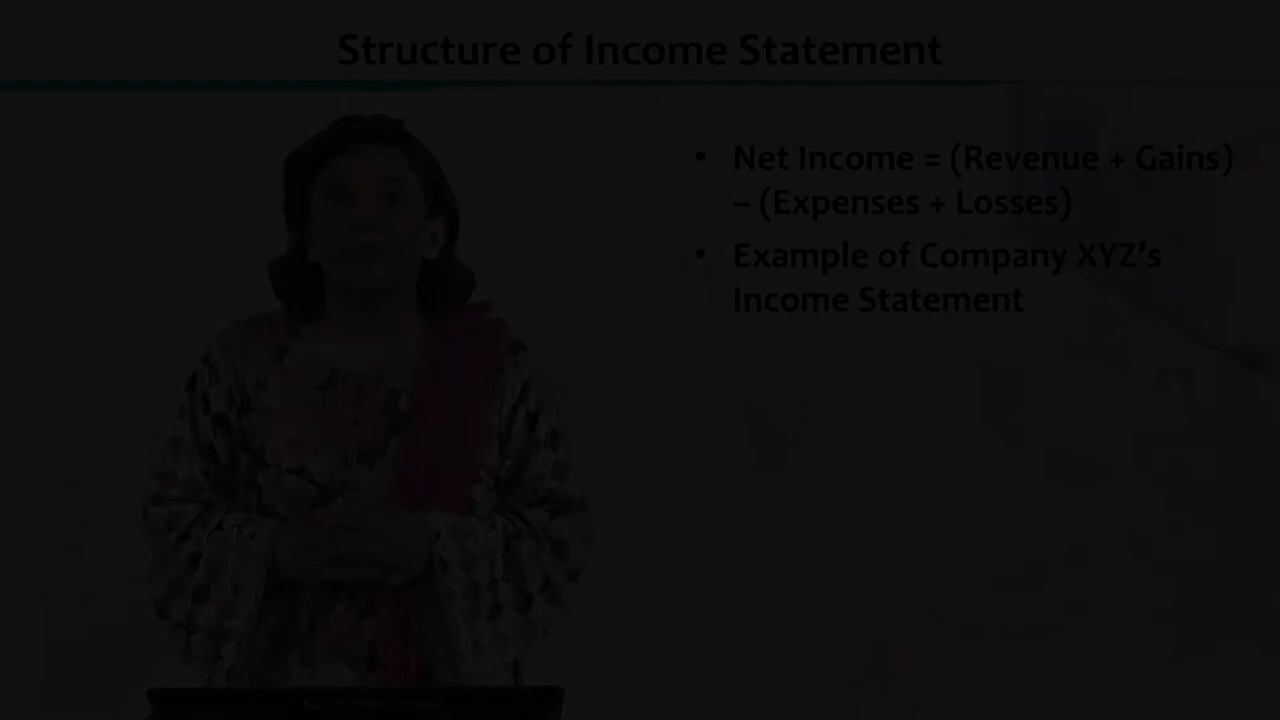 Structure of Income Statement
• Net Income = (Revenue + Gains)
– (Expenses + Losses)
• Example of Company XYZ's
Income Statement